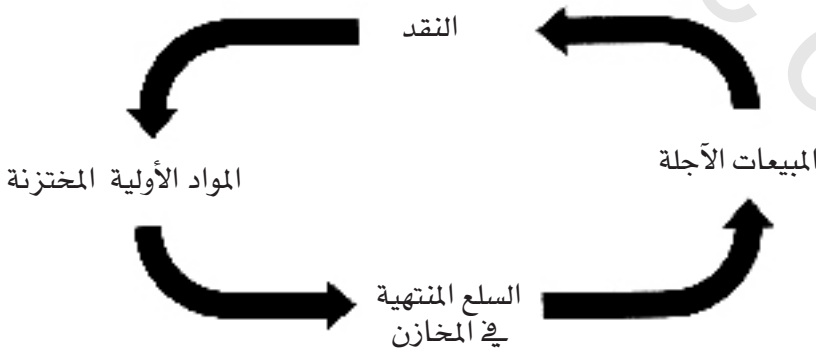 النقد
المبيعات الآجلة
المواد الأولية المختزنة
السلع المنتهية
في المخازن